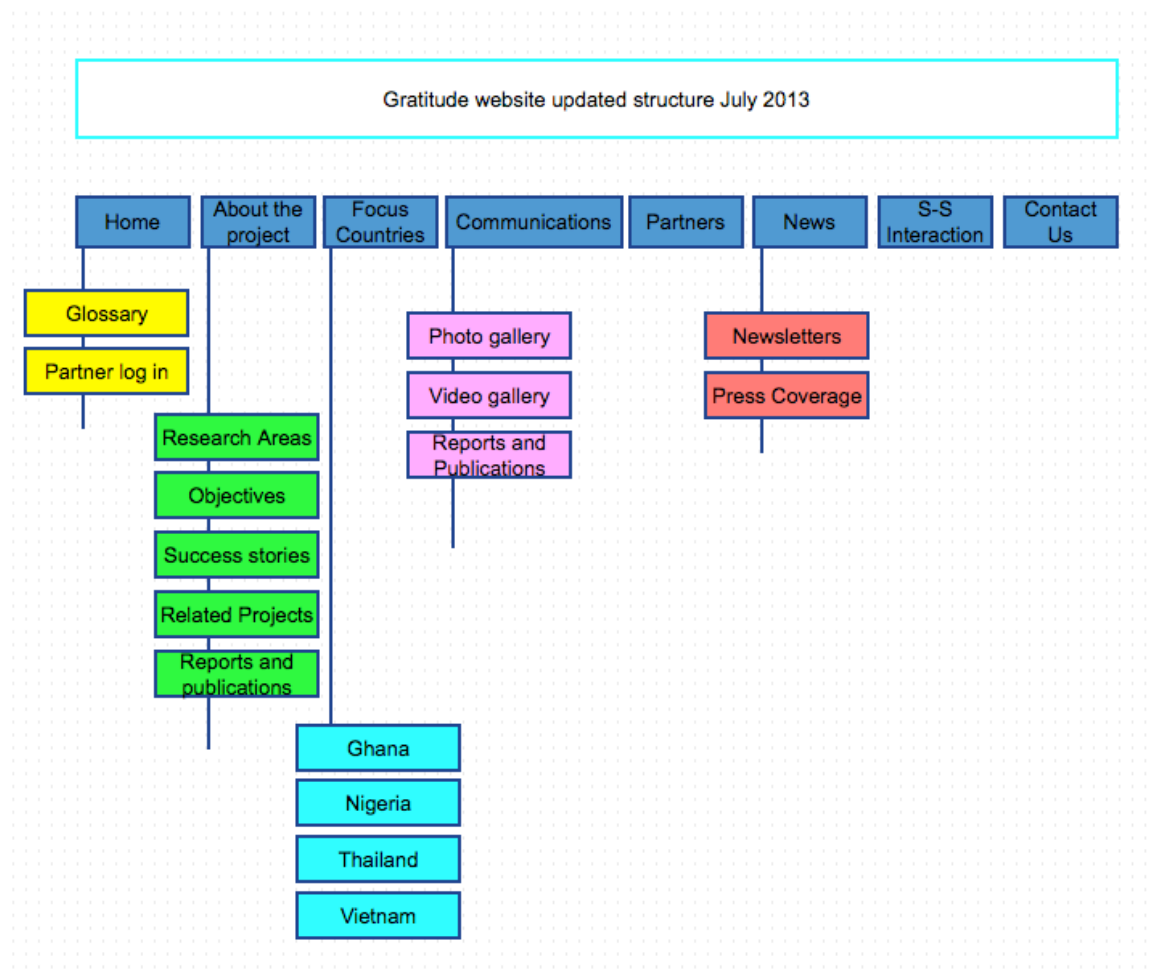 Gratitude website updated structure July 2013
Home
About the
project
Focus
Countries
Communications
Partners
News
S-S
Interaction
Contact
Us
Glossary
Partner log in
Research Areas
Objectives
Success stories
Related Projects
Reports and
publications
Ghana
Nigeria
Thailand
Vietnam
Photo gallery
Video gallery
Reports and
Publications
Newsletters
Press Coverage